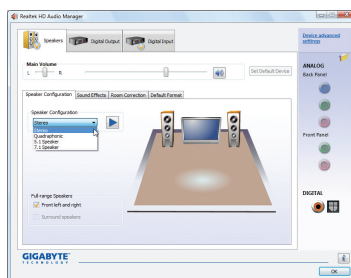 Realtek HD Audio Manager
Speakers
Digital Output
Digital Input
Device advanced settings
Main Volume
L
R
Set Default Device
ANALOG
Back Panel
Speaker Configuration
Sound Effects
Room Correction
Default Format
Speaker Configuration
Stereo
Stereo
Quadraphonic
5.1 Speaker
7.1 Speaker
Front Panel
Full-range Speakers
Front left and right
Surround speakers
DIGITAL
GIGABYTE
TECHNOLOGY
OK